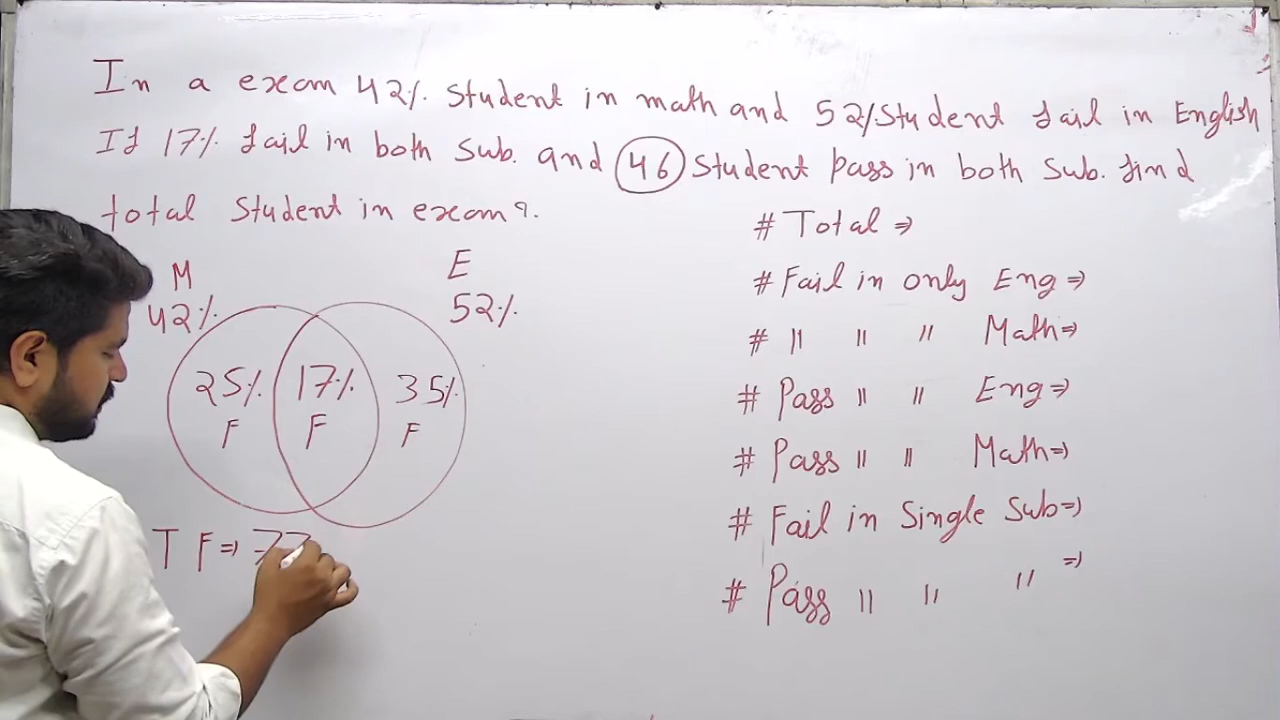 In a exam 42% Student in math and 52% Student fail in English
If 17% fail in both Sub. and 46 Student pass in both Sub. find
total Student in exam?.
M
42%
E
52%
25% 17% 35%
F F F
T F ⇒ 77
# Total ⇒
# Fail in only Eng ⇒
# 〃 〃 〃 Math ⇒
# Pass 〃 〃 Eng ⇒
# Pass 〃 〃 Math ⇒
# Fail in Single Sub ⇒
# Pass 〃 〃 〃 ⇒